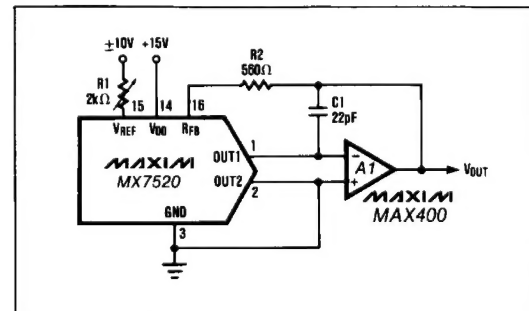 ±10V +15V
R1
2kΩ
15 14 16
R2
560Ω
C1
22pF
VREF VDD RFB
MAXIM
MX7520
OUT1
OUT2
1
2
GND
3
−
+
A1
VOUT
MAXIM
MAX400